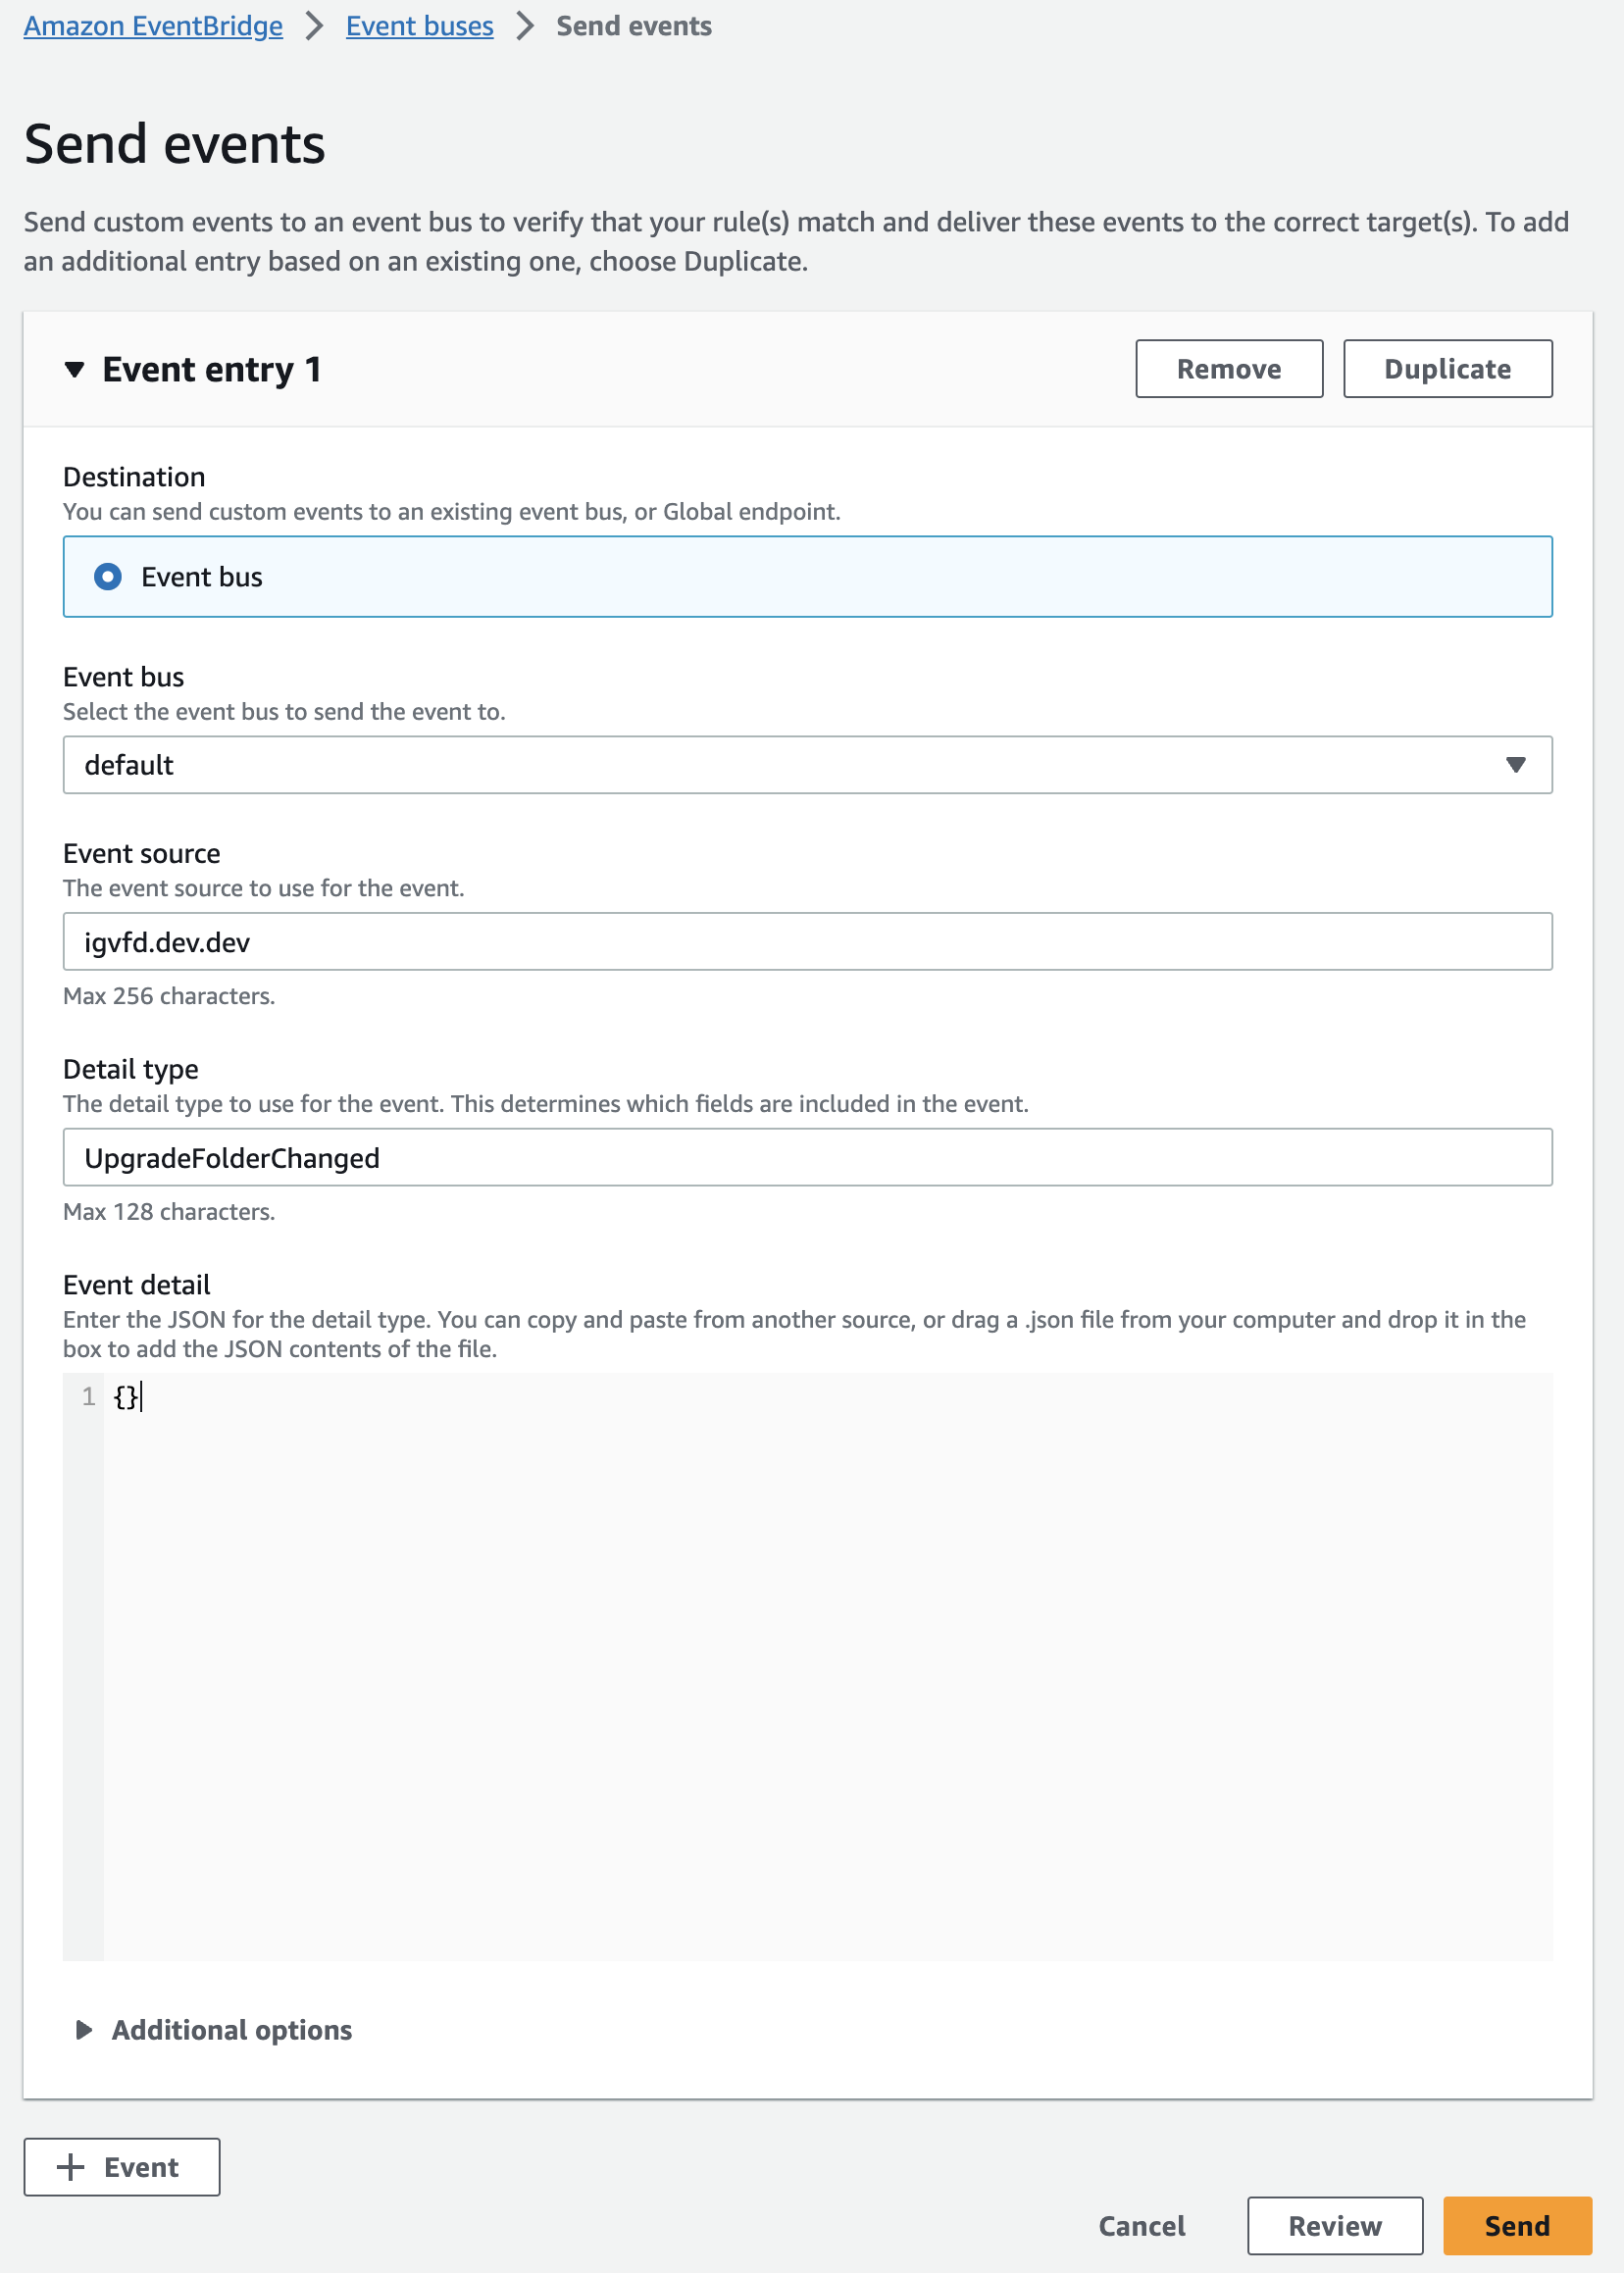 Amazon EventBridge > Event buses > Send events
Send events
Send custom events to an event bus to verify that your rule(s) match and deliver these events to the correct target(s). To add
an additional entry based on an existing one, choose Duplicate.
Event entry 1
Remove
Duplicate
Destination
You can send custom events to an existing event bus, or Global endpoint.
Event bus
Event bus
Select the event bus to send the event to.
default
Event source
The event source to use for the event.
igvfd.dev.dev
Max 256 characters.
Detail type
The detail type to use for the event. This determines which fields are included in the event.
UpgradeFolderChanged
Max 128 characters.
Event detail
Enter the JSON for the detail type. You can copy and paste from another source, or drag a .json file from your computer and drop it in the
box to add the JSON contents of the file.
1 {}
Additional options
+ Event
Cancel
Review
Send